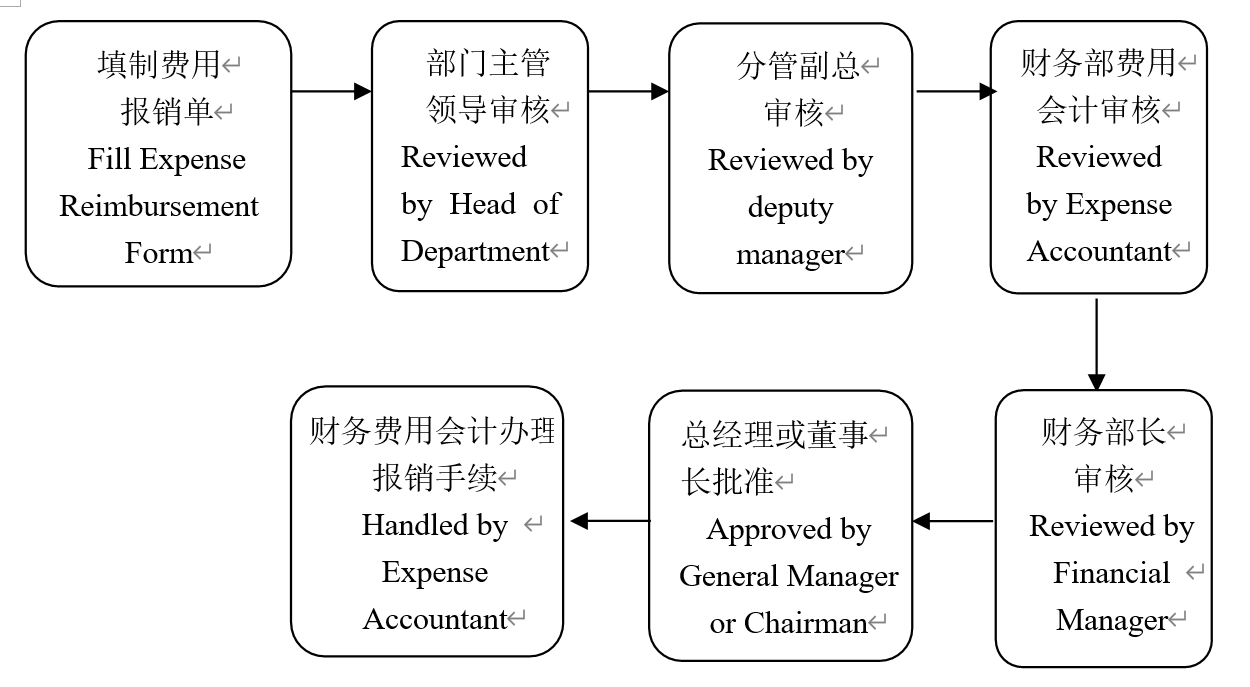 填制费用
报销单
Fill Expense
Reimbursement
Form
部门主管
领导审核
Reviewed
by Head of
Department
分管副总
审核
Reviewed by
deputy
manager
财务部费用
会计审核
Reviewed
by Expense
Accountant
财务部长
审核
Reviewed by
Financial
Manager
总经理或董事
长批准
Approved by
General Manager
or Chairman
财务费用会计办理
报销手续
Handled by
Expense
Accountant